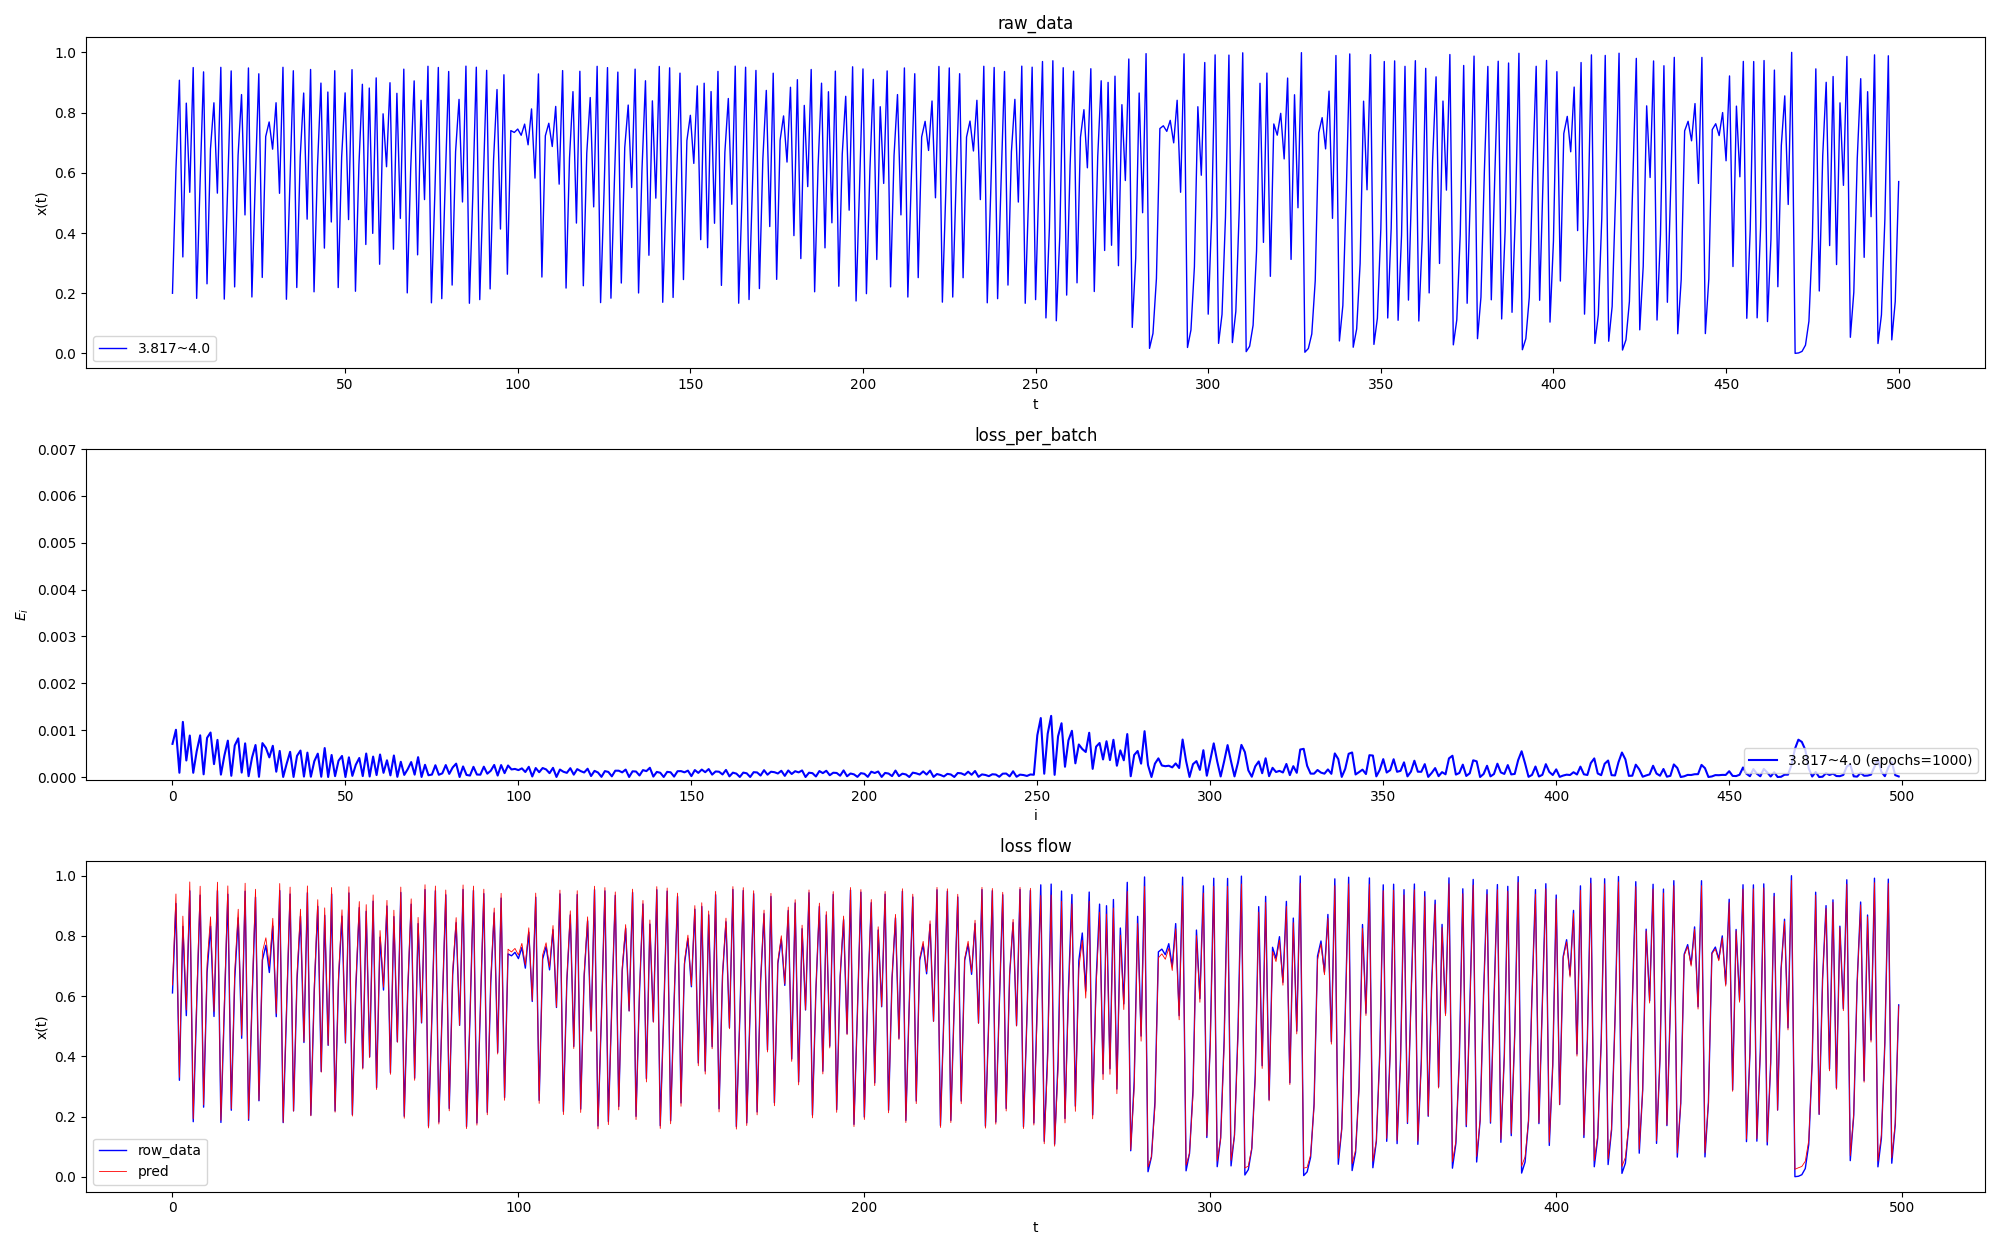 raw_data
1.0
0.8
0.6
0.4
0.2
0.0
x(t)
3.817~4.0
50 100 150 200 250 300 350 400 450 500
t
loss_per_batch
0.007
0.006
0.005
0.004
0.003
0.002
0.001
0.000
E_i
3.817~4.0 (epochs=1000)
0 50 100 150 200 250 300 350 400 450 500
i
loss flow
1.0
0.8
0.6
0.4
0.2
0.0
x(t)
row_data
pred
0 100 200 300 400 500
t